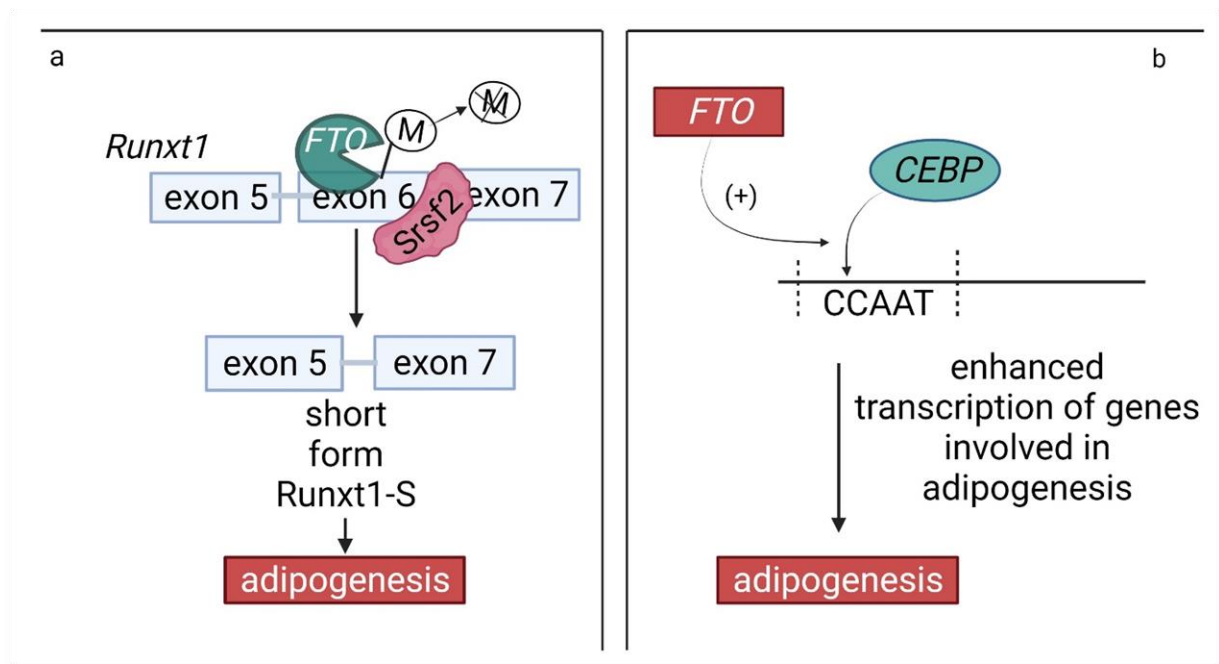 a
FTO
M
M
Runxt1
exon 5
exon 6
exon 7
Srsf2
exon 5
exon 7
short
form
Runxt1-S
adipogenesis
b
FTO
CEBP
(+)
CCAAT
enhanced
transcription of genes
involved in
adipogenesis
adipogenesis